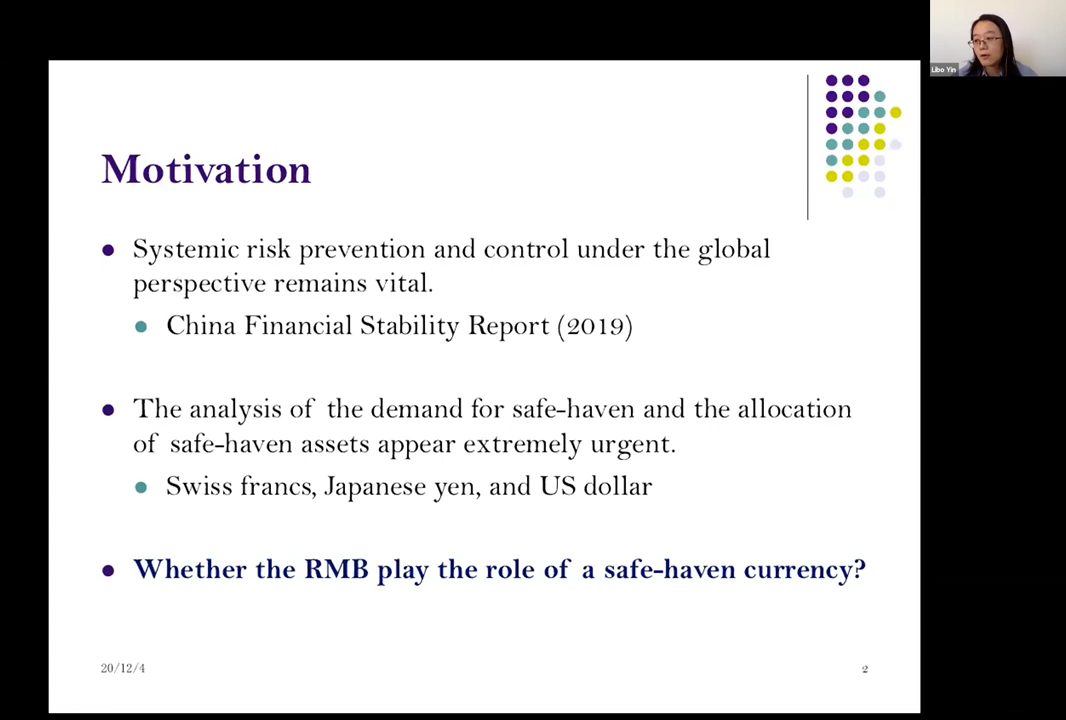 Libo Yin
Motivation
Systemic risk prevention and control under the global
perspective remains vital.
China Financial Stability Report (2019)
The analysis of the demand for safe-haven and the allocation
of safe-haven assets appear extremely urgent.
Swiss francs, Japanese yen, and US dollar
Whether the RMB play the role of a safe-haven currency?
20/12/4
2